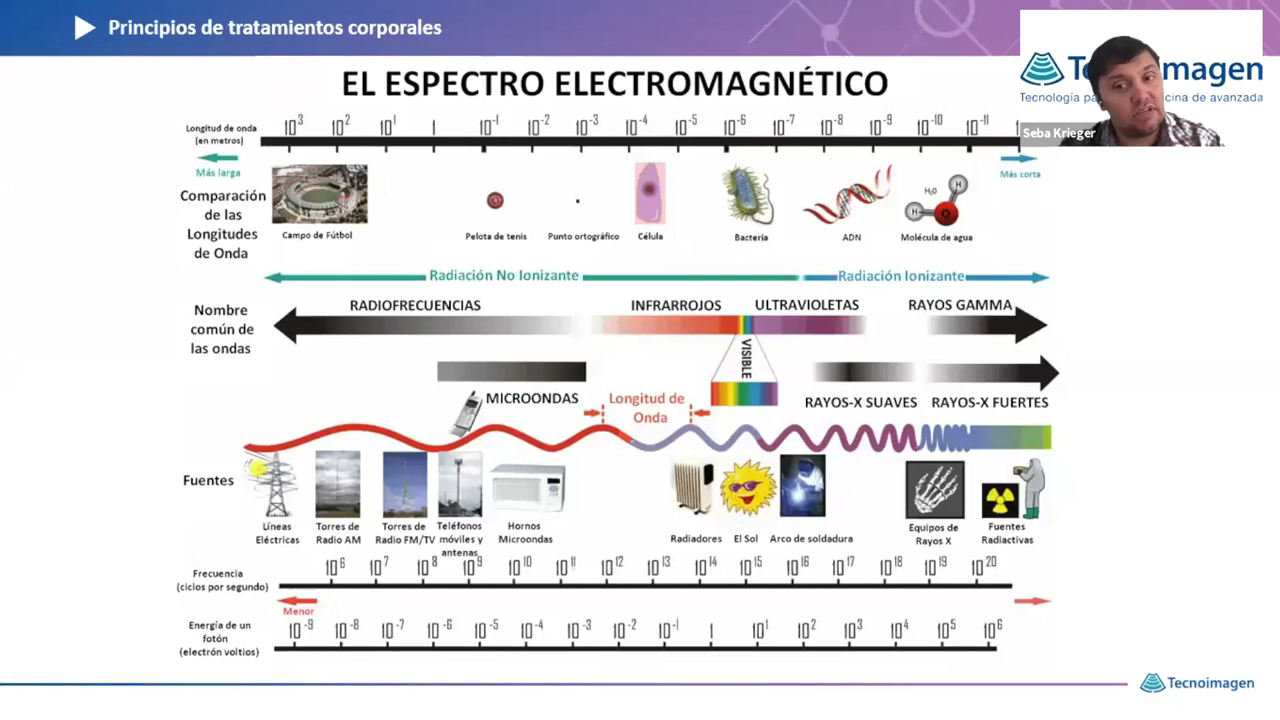 Principios de tratamientos corporales
Tecnología pa
cina de avanzada
Seba Krieger
EL ESPECTRO ELECTROMAGNÉTICO
Longitud de onda
(en metros)
10³ 10² 10¹ 1 10⁻¹ 10⁻² 10⁻³ 10⁻⁴ 10⁻⁵ 10⁻⁶ 10⁻⁷ 10⁻⁸ 10⁻⁹ 10⁻¹⁰ 10⁻¹¹
Más larga
Más corta
Comparación
de las
Longitudes
de Onda
H₂O
H
H
Campo de Fútbol
Pelota de tenis
Punto ortográfico
Célula
Bacteria
ADN
Molécula de agua
Radiación No Ionizante
Radiación Ionizante
Nombre
común de
las ondas
RADIOFRECUENCIAS
INFRARROJOS
ULTRAVIOLETAS
RAYOS GAMMA
VISIBLE
MICROONDAS
Longitud de
Onda
RAYOS-X SUAVES
RAYOS-X FUERTES
Fuentes
Líneas
Eléctricas
Torres de
Radio AM
Torres de
Radio FM/TV
Teléfonos
móviles y
antenas
Hornos
Microondas
Radiadores
El Sol
Arco de soldadura
Equipos de
Rayos X
Fuentes
Radiactivas
Frecuencia
(ciclos por segundo)
10⁶ 10⁷ 10⁸ 10⁹ 10¹⁰ 10¹¹ 10¹² 10¹³ 10¹⁴ 10¹⁵ 10¹⁶ 10¹⁷ 10¹⁸ 10¹⁹ 10²⁰
Menor
Energía de un
fotón
(electrón voltios)
10⁻⁹ 10⁻⁸ 10⁻⁷ 10⁻⁶ 10⁻⁵ 10⁻⁴ 10⁻³ 10⁻² 10⁻¹ 1 10¹ 10² 10³ 10⁴ 10⁵ 10⁶
Tecnoimagen